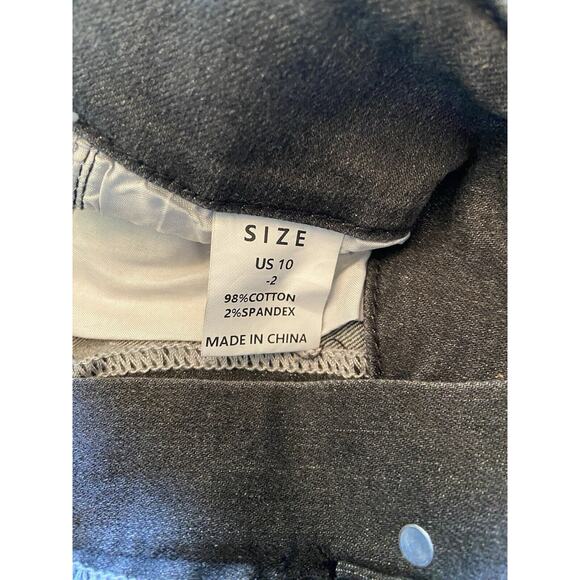 SIZE
US 10
-2
98%COTTON
2%SPANDEX
MADE IN CHINA